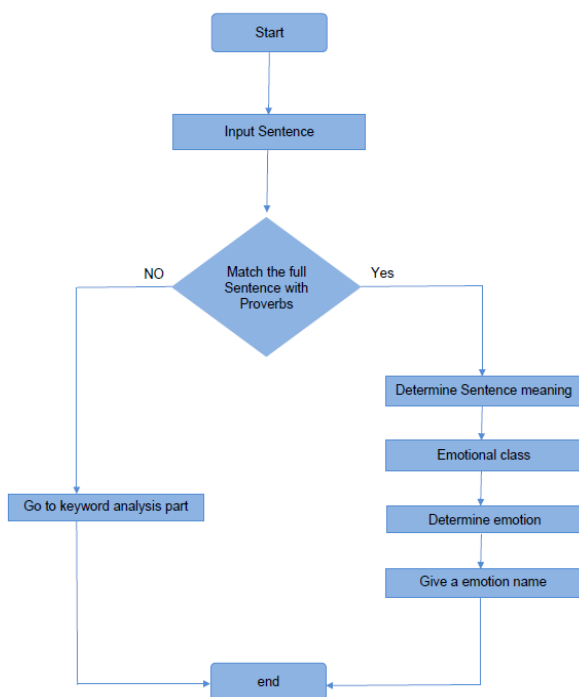 Start
Input Sentence
Match the full
Sentence with
Proverbs
NO
Yes
Determine Sentence meaning
Emotional class
Go to keyword analysis part
Determine emotion
Give a emotion name
end